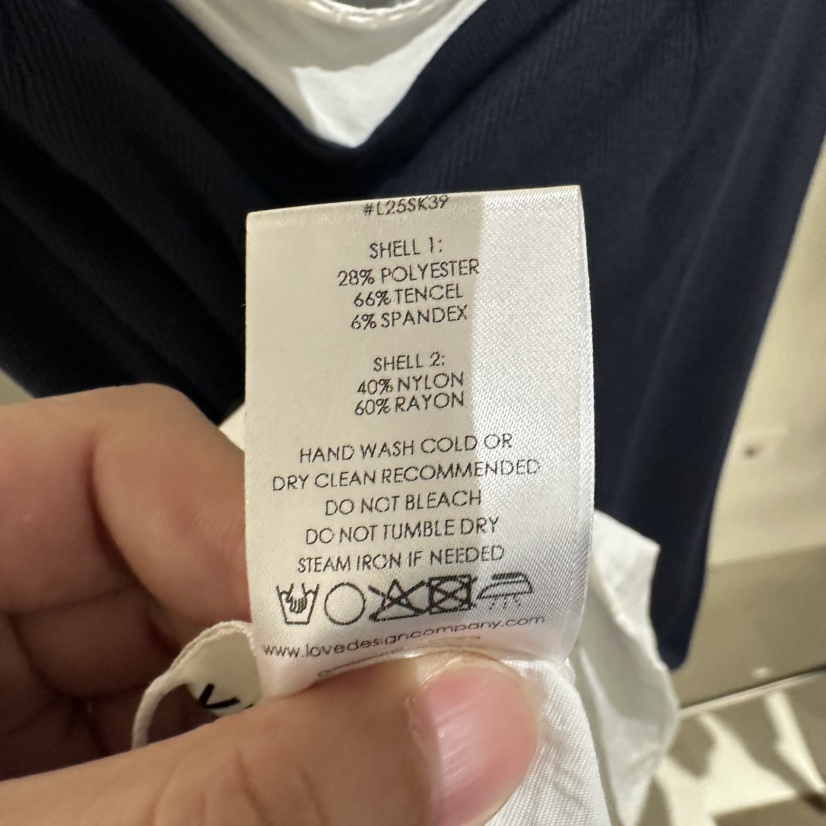 #L25SK39
SHELL 1:
28% POLYESTER
66% TENCEL
6% SPANDEX
SHELL 2:
40% NYLON
60% RAYON
HAND WASH COLD OR
DRY CLEAN RECOMMENDED
DO NOT BLEACH
DO NOT TUMBLE DRY
STEAM IRON IF NEEDED
www.lovedesigncompany.com